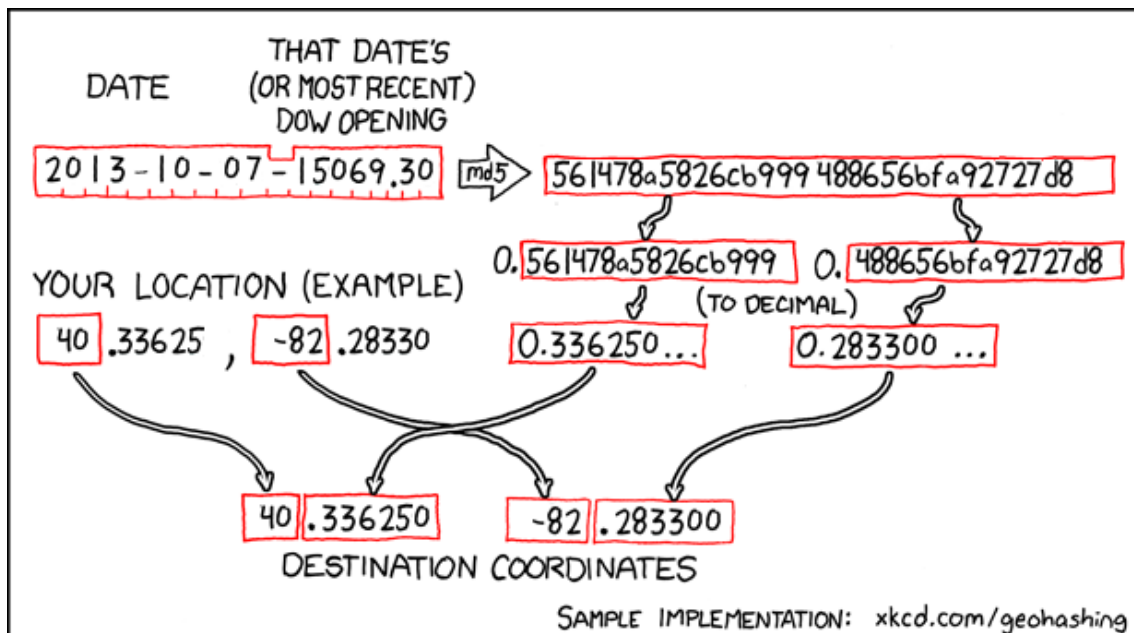 THAT DATE'S
DATE (OR MOST RECENT)
DOW OPENING
2013-10-07-15069.30 md5 561478a5826cb999488656bfa92727d8
0.561478a5826cb999 0.488656bfa92727d8
YOUR LOCATION (EXAMPLE) (TO DECIMAL)
40.33625, -82.28330 0.336250... 0.283300...
40.336250 -82.283300
DESTINATION COORDINATES
SAMPLE IMPLEMENTATION: xkcd.com/geohashing